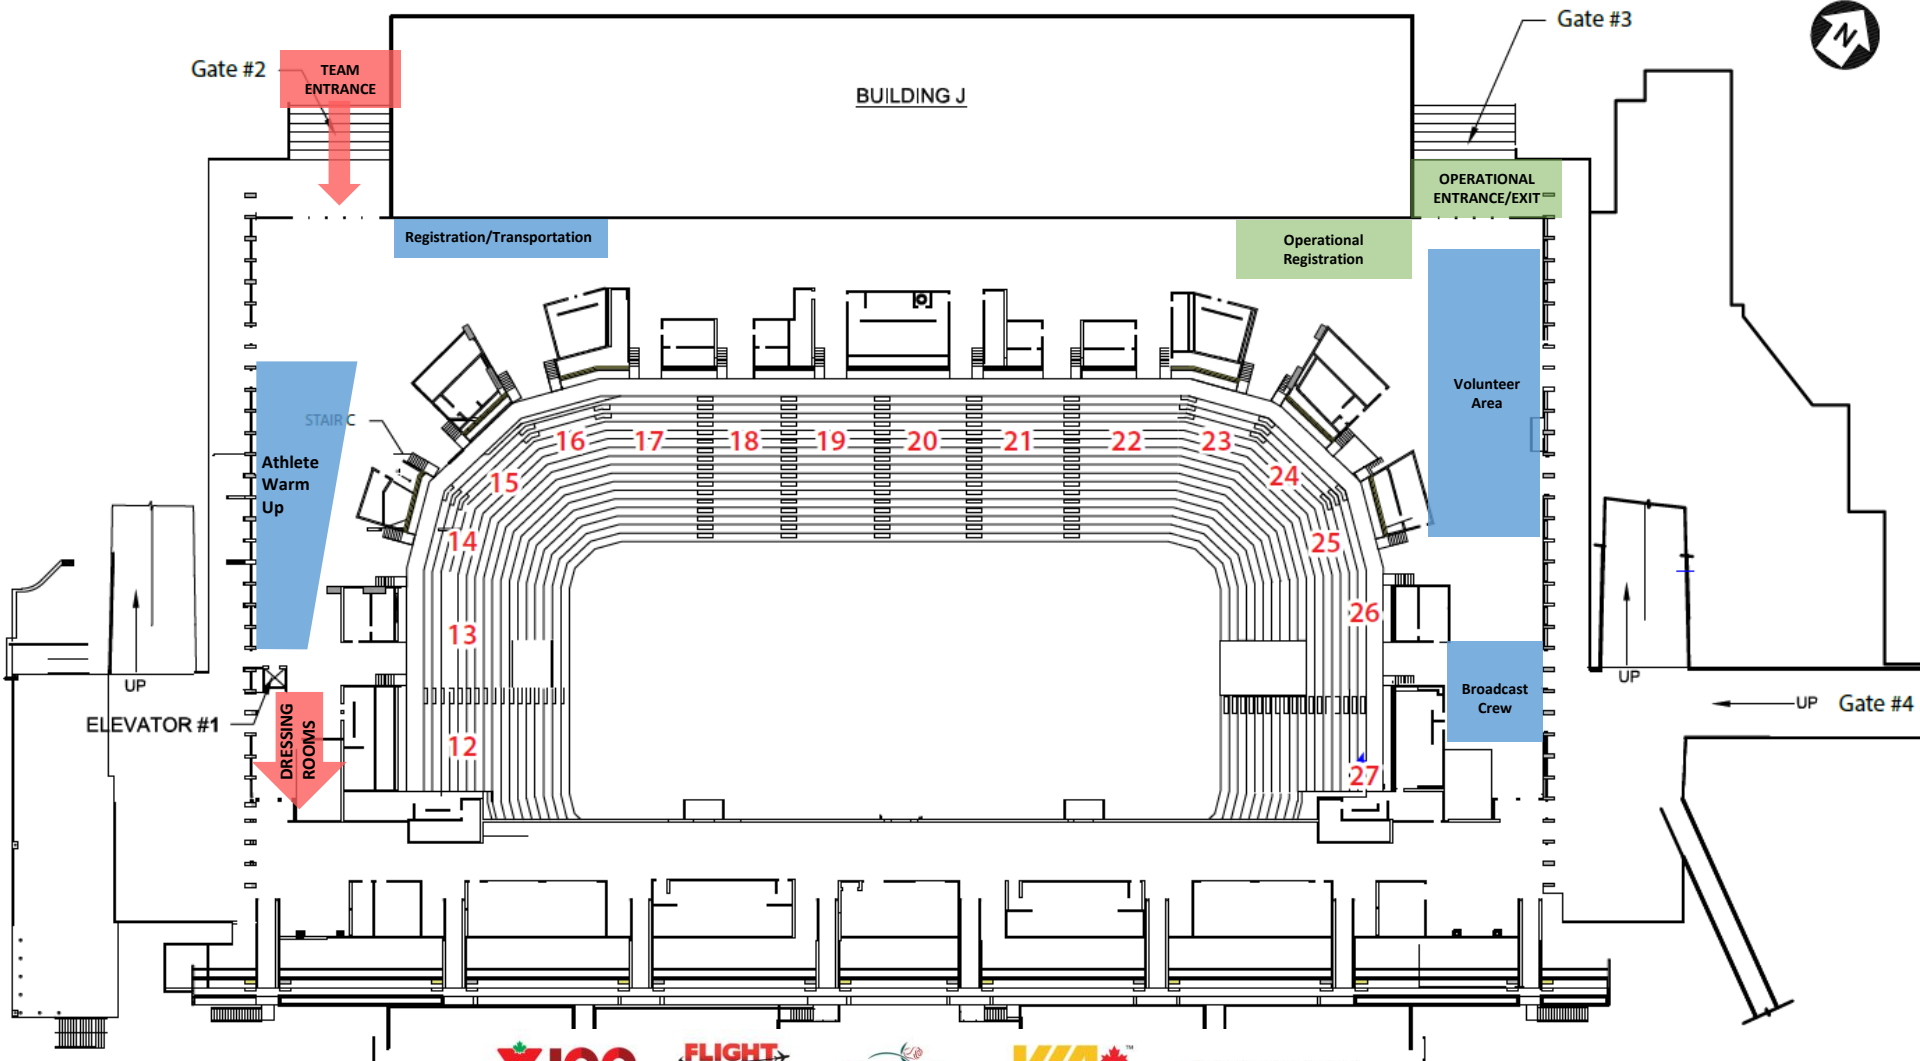 Gate #3
N
Gate #2
TEAM
ENTRANCE
BUILDING J
OPERATIONAL
ENTRANCE/EXIT
Registration/Transportation
Operational
Registration
Volunteer
Area
STAIR C
16
17
18
19
20
21
22
23
Athlete
Warm
Up
15
24
14
25
13
26
UP
UP
Broadcast
Crew
UP
Gate #4
ELEVATOR #1
DRESSING
ROOMS
12
27
FLIGHT
VIA